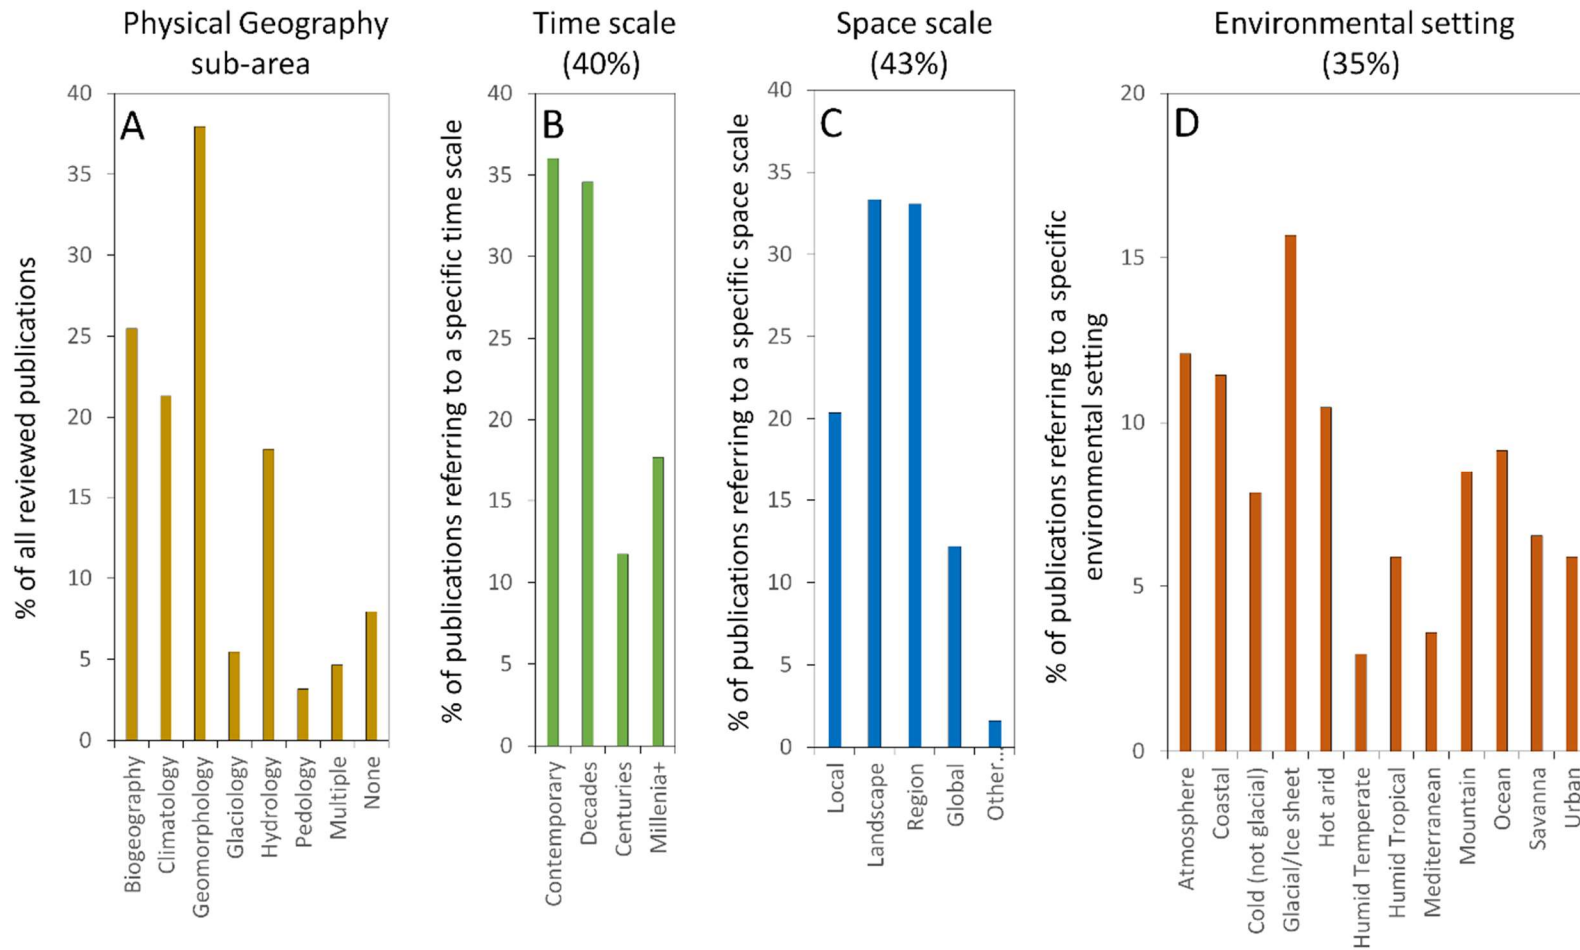 Physical Geography
sub-area
Time scale
(40%)
Space scale
(43%)
Environmental setting
(35%)
A
% of all reviewed publications
40
35
30
25
20
15
10
5
0
Biogeography
Climatology
Geomorphology
Glaciology
Hydrology
Pedology
Multiple
None
B
% of publications referring to a specific time scale
40
35
30
25
20
15
10
5
0
Contemporary
Decades
Centuries
Millenia+
C
% of publications referring to a specific space scale
40
35
30
25
20
15
10
5
0
Local
Landscape
Region
Global
Other...
D
% of publications referring to a specific
environmental setting
20
15
10
5
0
Atmosphere
Coastal
Cold (not glacial)
Glacial/Ice sheet
Hot arid
Humid Temperate
Humid Tropical
Mediterranean
Mountain
Ocean
Savanna
Urban